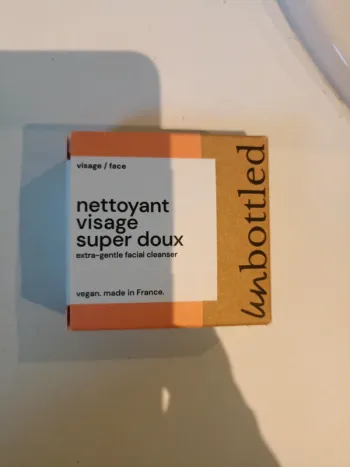 visage / face
nettoyant
visage
super doux
extra-gentle facial cleanser
vegan. made in France.
unbottled